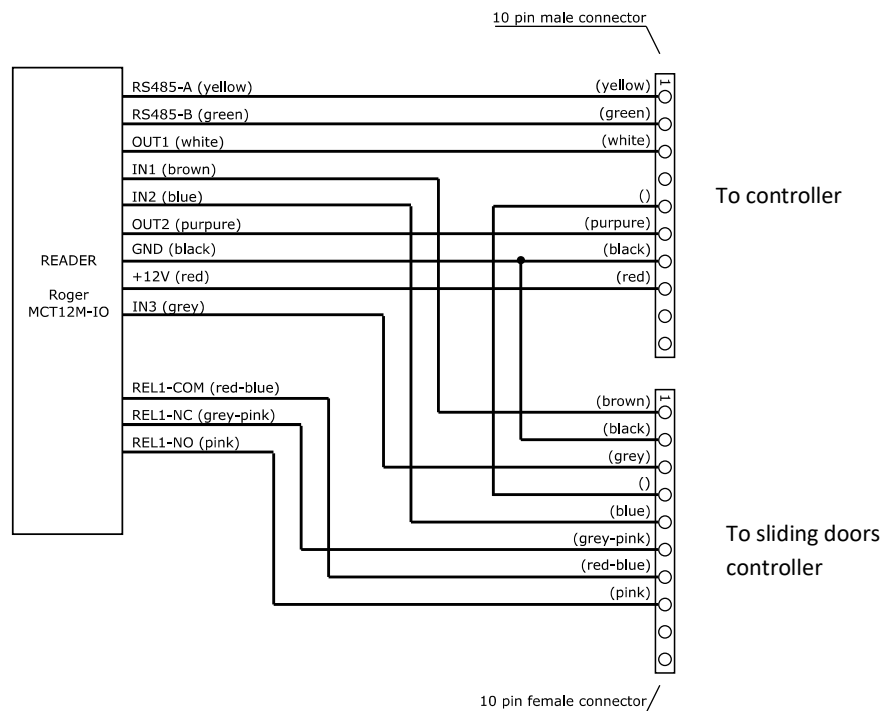 10 pin male connector
RS485-A (yellow)
(yellow)
1
RS485-B (green)
(green)
OUT1 (white)
(white)
IN1 (brown)
IN2 (blue)
()
OUT2 (purpure)
(purpure)
GND (black)
(black)
+12V (red)
(red)
IN3 (grey)
READER
Roger
MCT12M-IO
To controller
REL1-COM (red-blue)
REL1-NC (grey-pink)
REL1-NO (pink)
(brown)
1
(black)
(grey)
()
(blue)
(grey-pink)
(red-blue)
(pink)
To sliding doors
controller
10 pin female connector